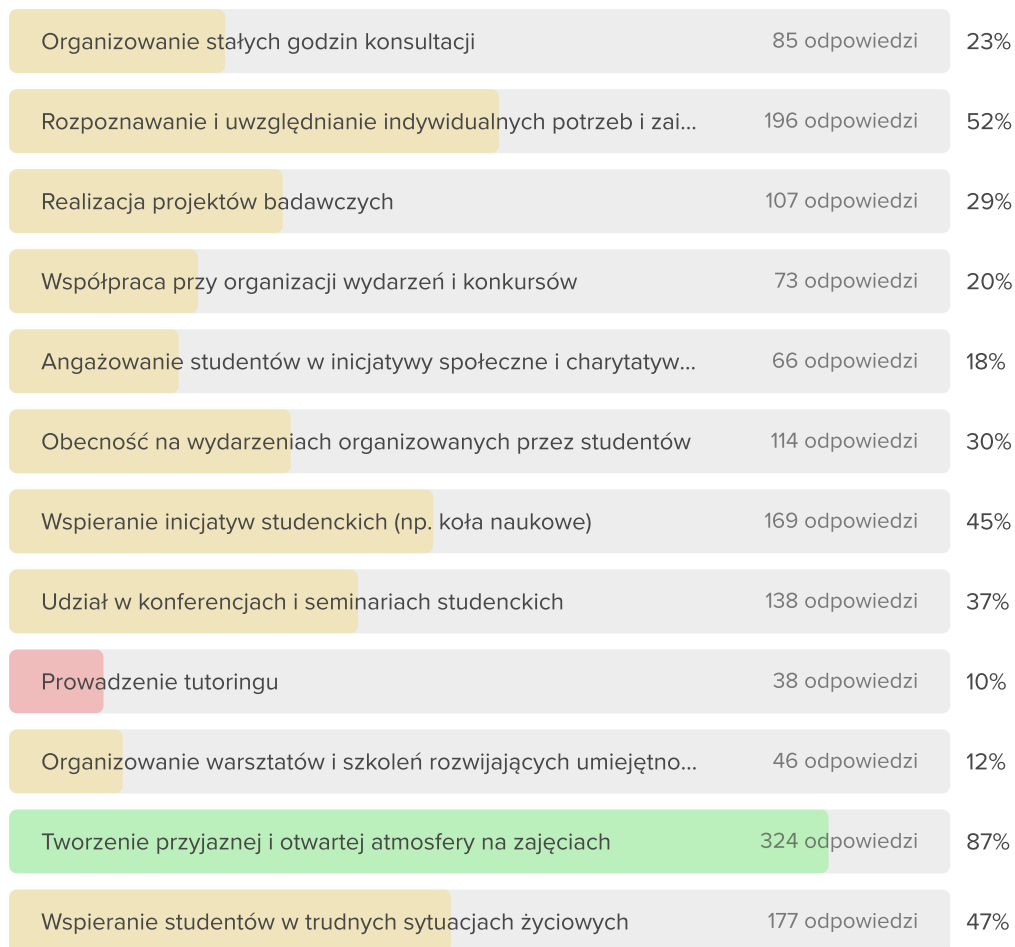 Organizowanie stałych godzin konsultacji 85 odpowiedzi 23%
Rozpoznawanie i uwzględnianie indywidualnych potrzeb i zai... 196 odpowiedzi 52%
Realizacja projektów badawczych 107 odpowiedzi 29%
Współpraca przy organizacji wydarzeń i konkursów 73 odpowiedzi 20%
Angażowanie studentów w inicjatywy społeczne i charytatyw... 66 odpowiedzi 18%
Obecność na wydarzeniach organizowanych przez studentów 114 odpowiedzi 30%
Wspieranie inicjatyw studenckich (np. koła naukowe) 169 odpowiedzi 45%
Udział w konferencjach i seminariach studenckich 138 odpowiedzi 37%
Prowadzenie tutoringu 38 odpowiedzi 10%
Organizowanie warsztatów i szkoleń rozwijających umiejętno... 46 odpowiedzi 12%
Tworzenie przyjaznej i otwartej atmosfery na zajęciach 324 odpowiedzi 87%
Wspieranie studentów w trudnych sytuacjach życiowych 177 odpowiedzi 47%